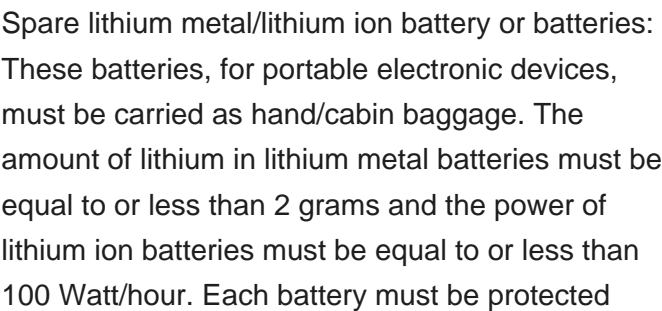 Spare lithium metal/lithium ion battery or batteries:
These batteries, for portable electronic devices,
must be carried as hand/cabin baggage. The
amount of lithium in lithium metal batteries must be
equal to or less than 2 grams and the power of
lithium ion batteries must be equal to or less than
100 Watt/hour. Each battery must be protected